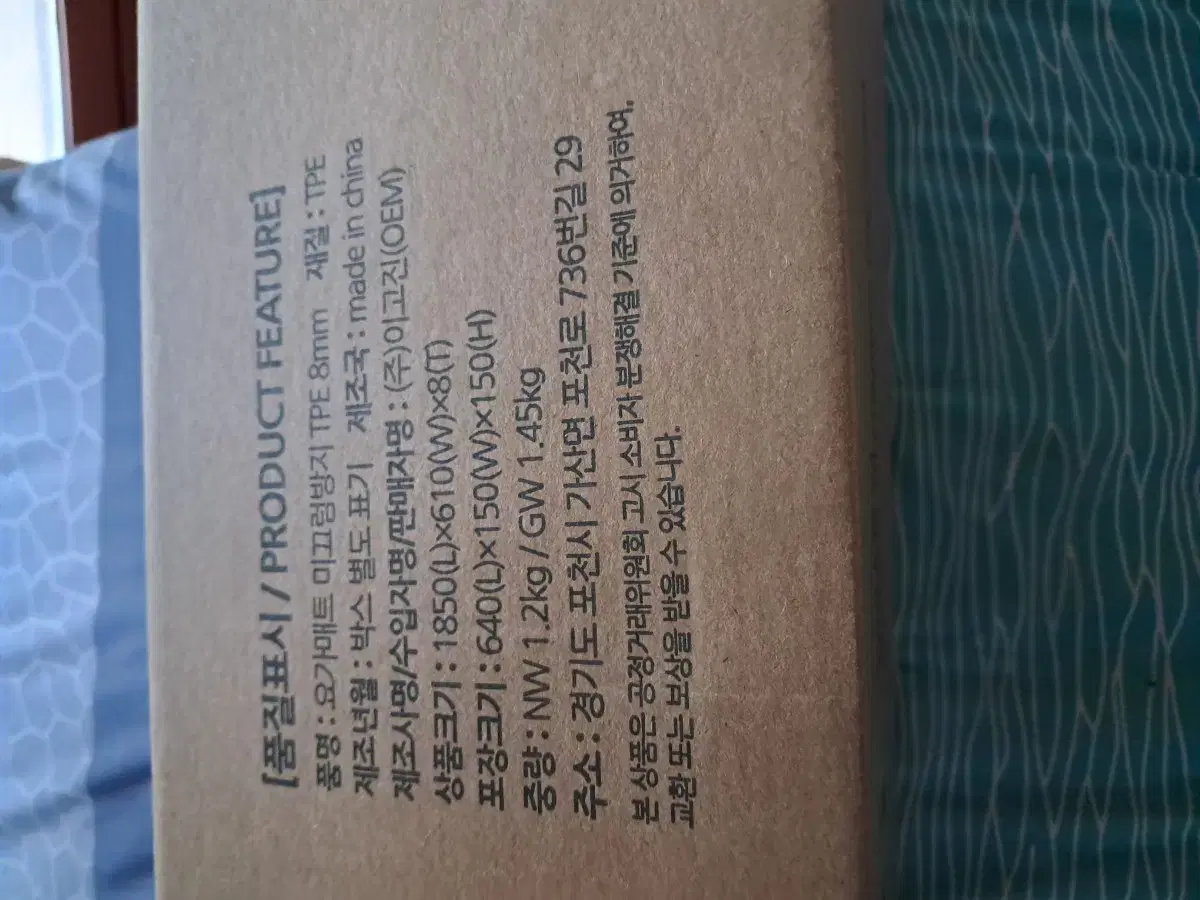 [품질표시 / PRODUCT FEATURE]
품명 : 요가매트 미끄럼방지 TPE 8mm 재질 : TPE
제조년월 : 박스 별도 표기 제조국 : made in china
제조사명/수입자명/판매자명 : (주)이고진(OEM)
상품크기 : 1850(L)×610(W)×8(T)
포장크기 : 640(L)×150(W)×150(H)
중량 : NW 1.2kg / GW 1.45kg
주소 : 경기도 포천시 가산면 포천로 736번길 29
본 상품은 공정거래위원회 고시 소비자 분쟁해결 기준에 의거하여,
교환 또는 보상을 받을 수 있습니다.